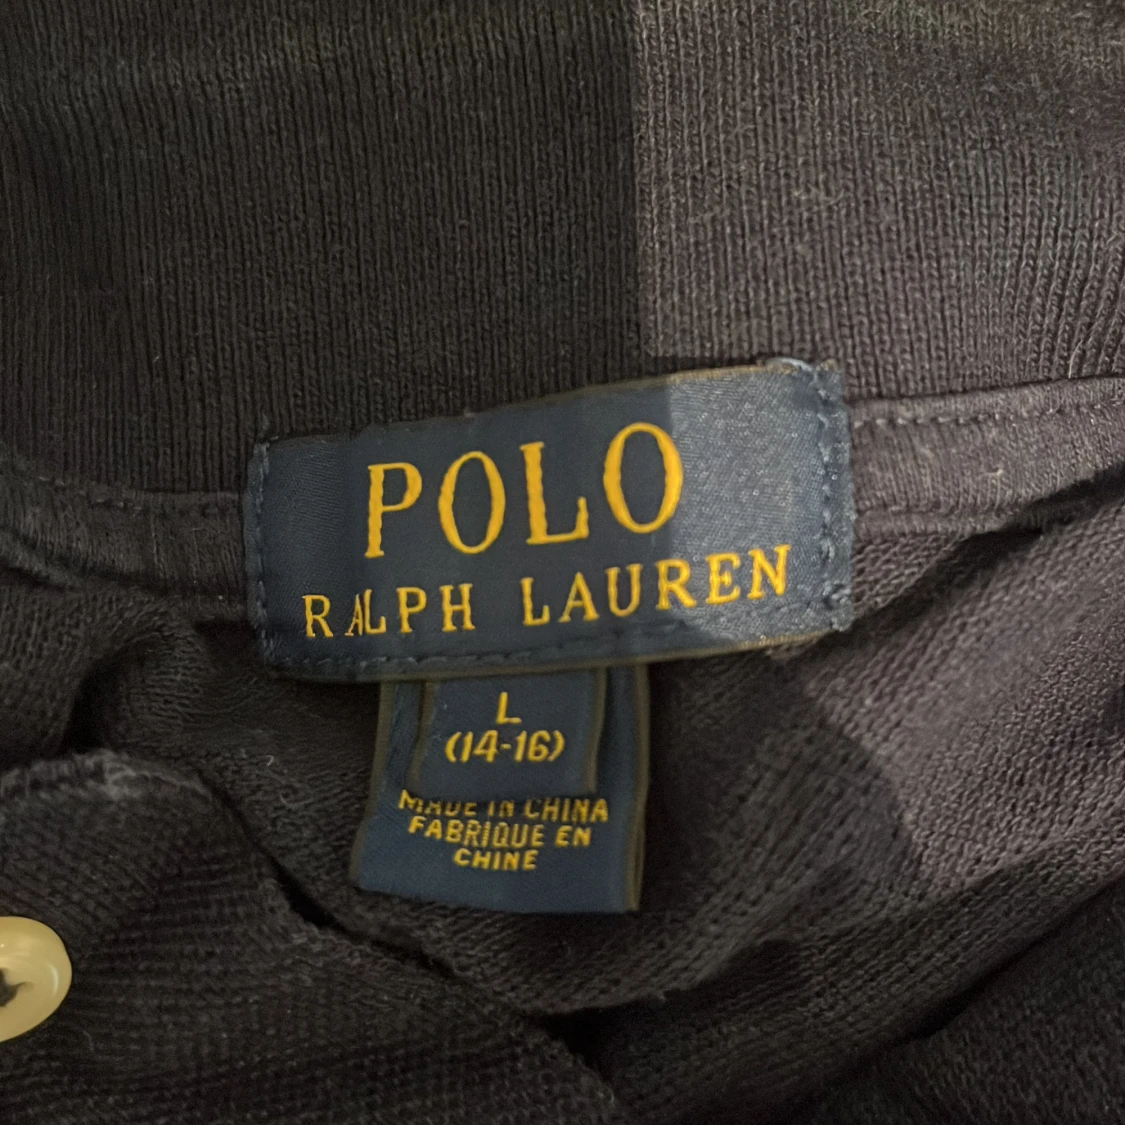 POLO
RALPH LAUREN
L
(14-16)
MADE IN CHINA
FABRIQUE EN
CHINE